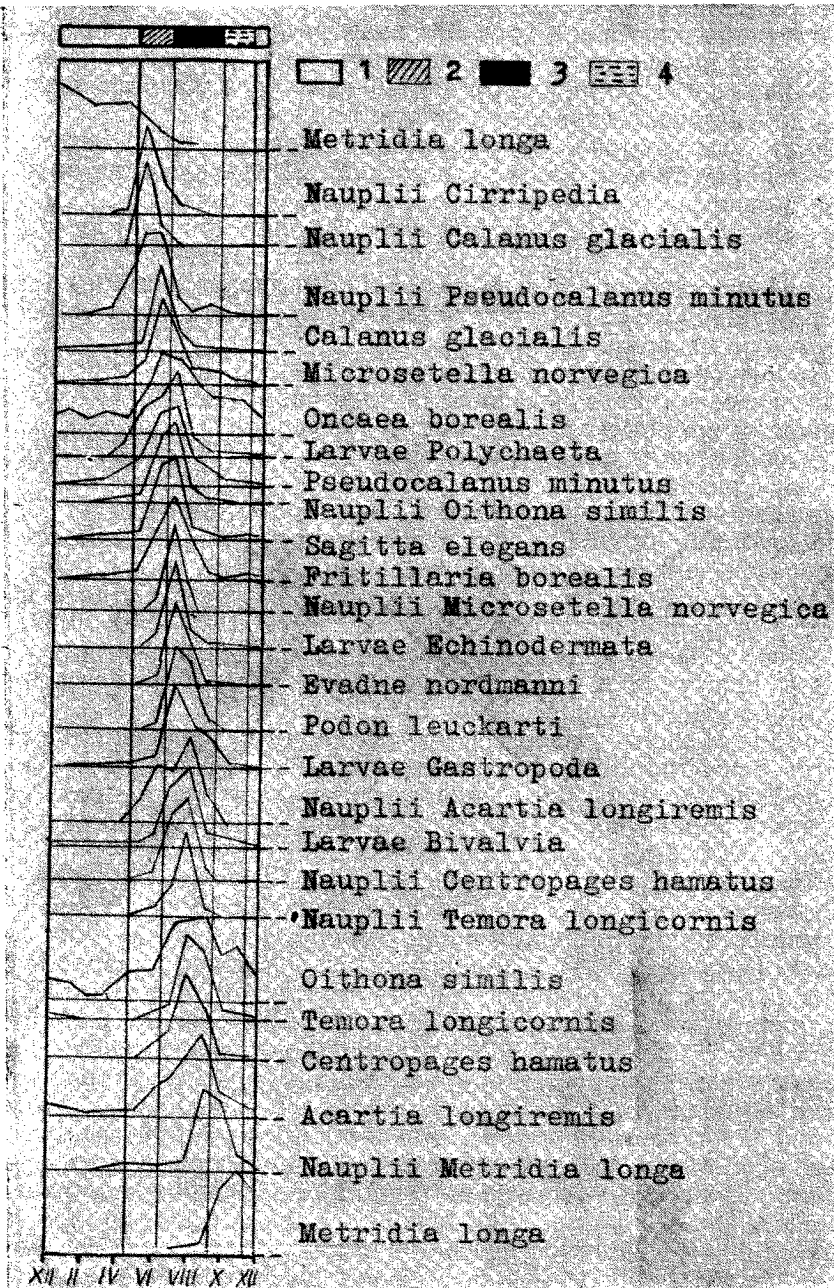 1 2 3 4
Metridia longa
Nauplii Cirripedia
Nauplii Calanus glacialis
Nauplii Pseudocalanus minutus
Calanus glacialis
Microsetella norvegica
Oncaea borealis
Larvae Polychaeta
Pseudocalanus minutus
Nauplii Oithona similis
Sagitta elegans
Fritillaria borealis
Nauplii Microsetella norvegica
Larvae Echinodermata
Evadne nordmanni
Podon leuckarti
Larvae Gastropoda
Nauplii Acartia longiremis
Larvae Bivalvia
Nauplii Centropages hamatus
Nauplii Temora longicornis
Oithona similis
Temora longicornis
Centropages hamatus
Acartia longiremis
Nauplii Metridia longa
Metridia longa
XII II IV VI VIII X XII